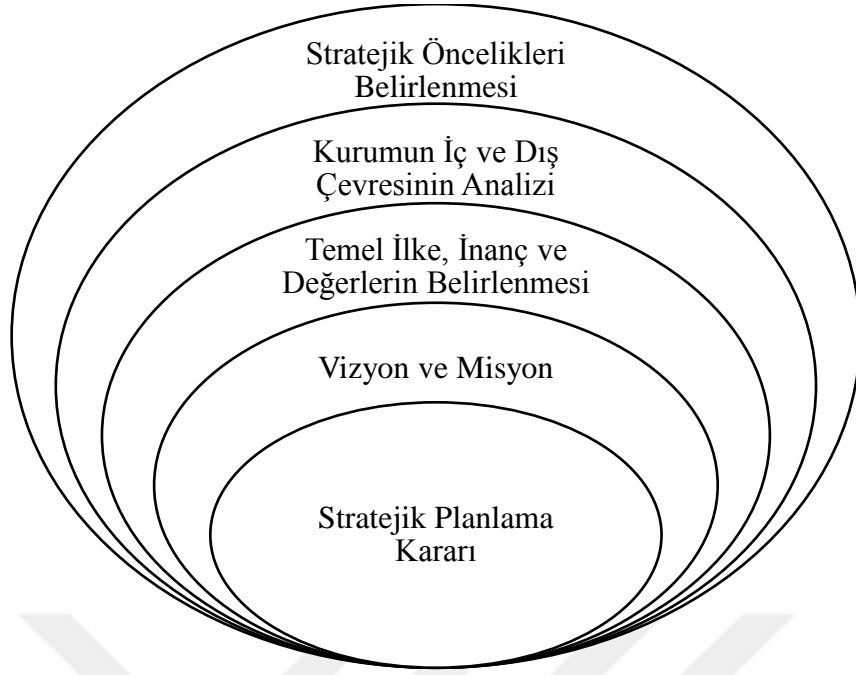 Stratejik Öncelikleri
Belirlenmesi
Kurumun İç ve Dış
Çevresinin Analizi
Temel İlke, İnanç ve
Değerlerin Belirlenmesi
Vizyon ve Misyon
Stratejik Planlama
Kararı